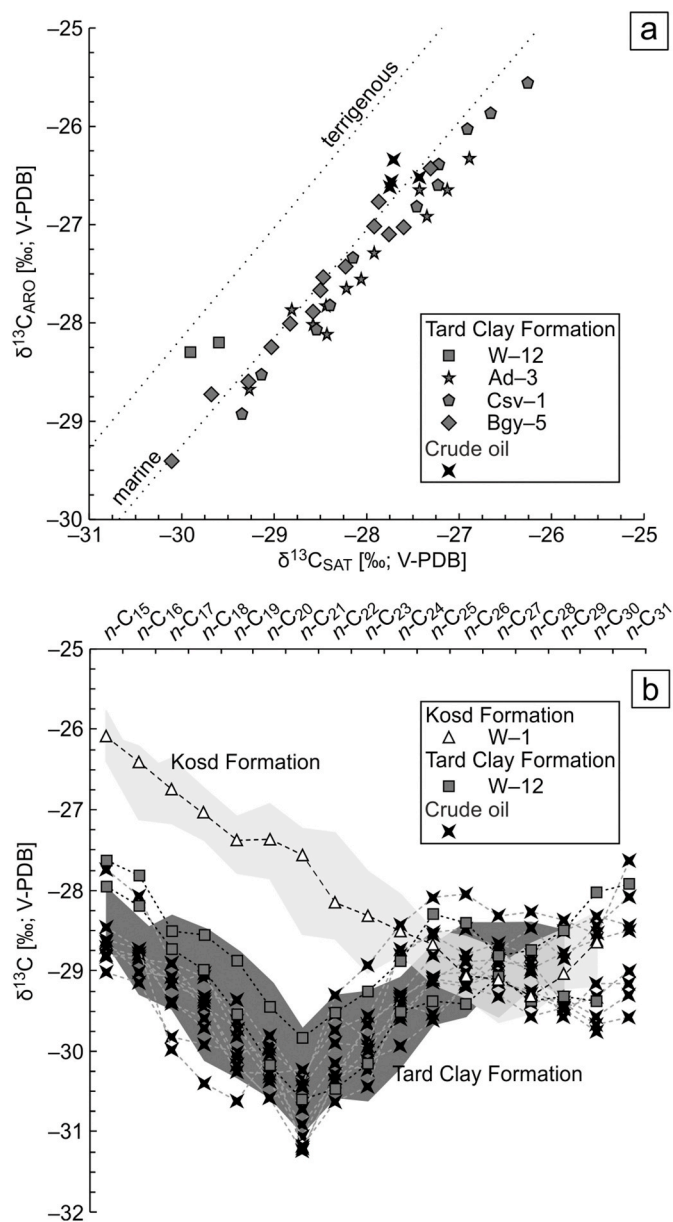 a
−25
−26
−27
−28
−29
−30
δ¹³C_ARO [‰; V-PDB]
terrigenous
marine
Tard Clay Formation
W–12
Ad–3
Csv–1
Bgy–5
Crude oil
−31 −30 −29 −28 −27 −26 −25
δ¹³C_SAT [‰; V-PDB]
n-C₁₅ n-C₁₆ n-C₁₇ n-C₁₈ n-C₁₉ n-C₂₀ n-C₂₁ n-C₂₂ n-C₂₃ n-C₂₄ n-C₂₅ n-C₂₆ n-C₂₇ n-C₂₈ n-C₂₉ n-C₃₀ n-C₃₁
b
−25
−26
−27
−28
−29
−30
−31
−32
δ¹³C [‰; V-PDB]
Kosd Formation
Kosd Formation
W–1
Tard Clay Formation
W–12
Crude oil
Tard Clay Formation